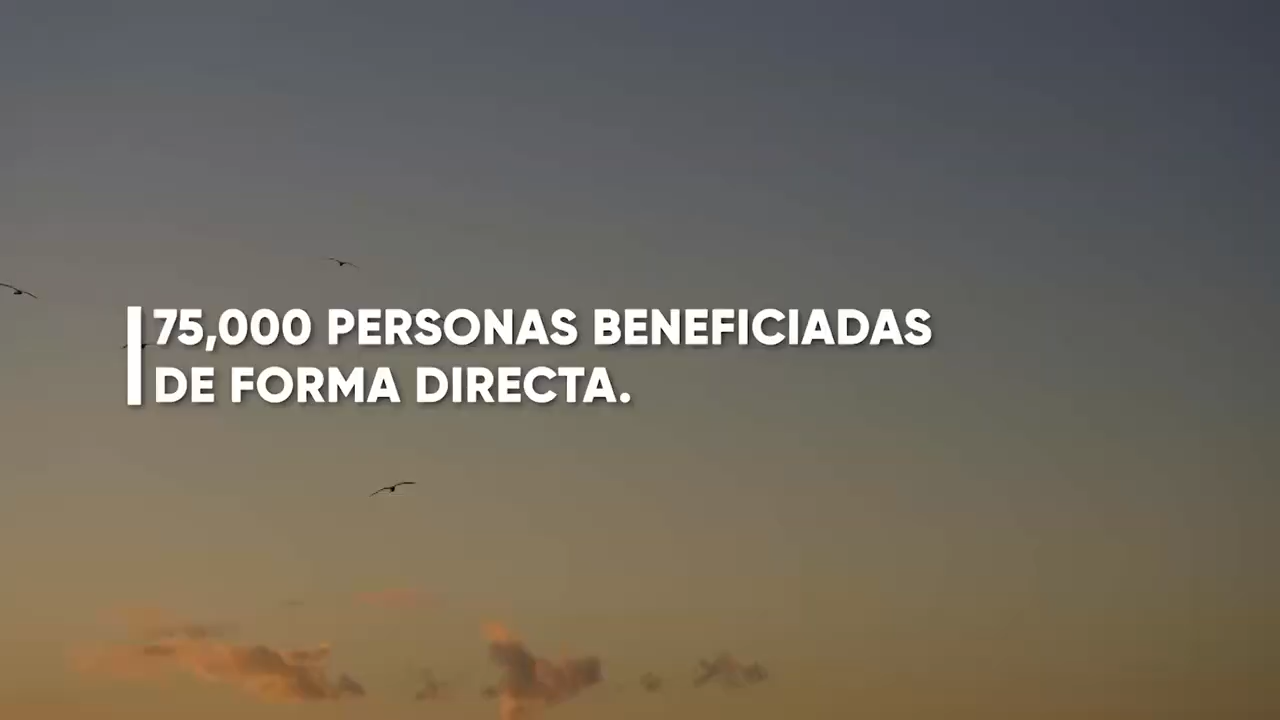 75,000 PERSONAS BENEFICIADAS
DE FORMA DIRECTA.